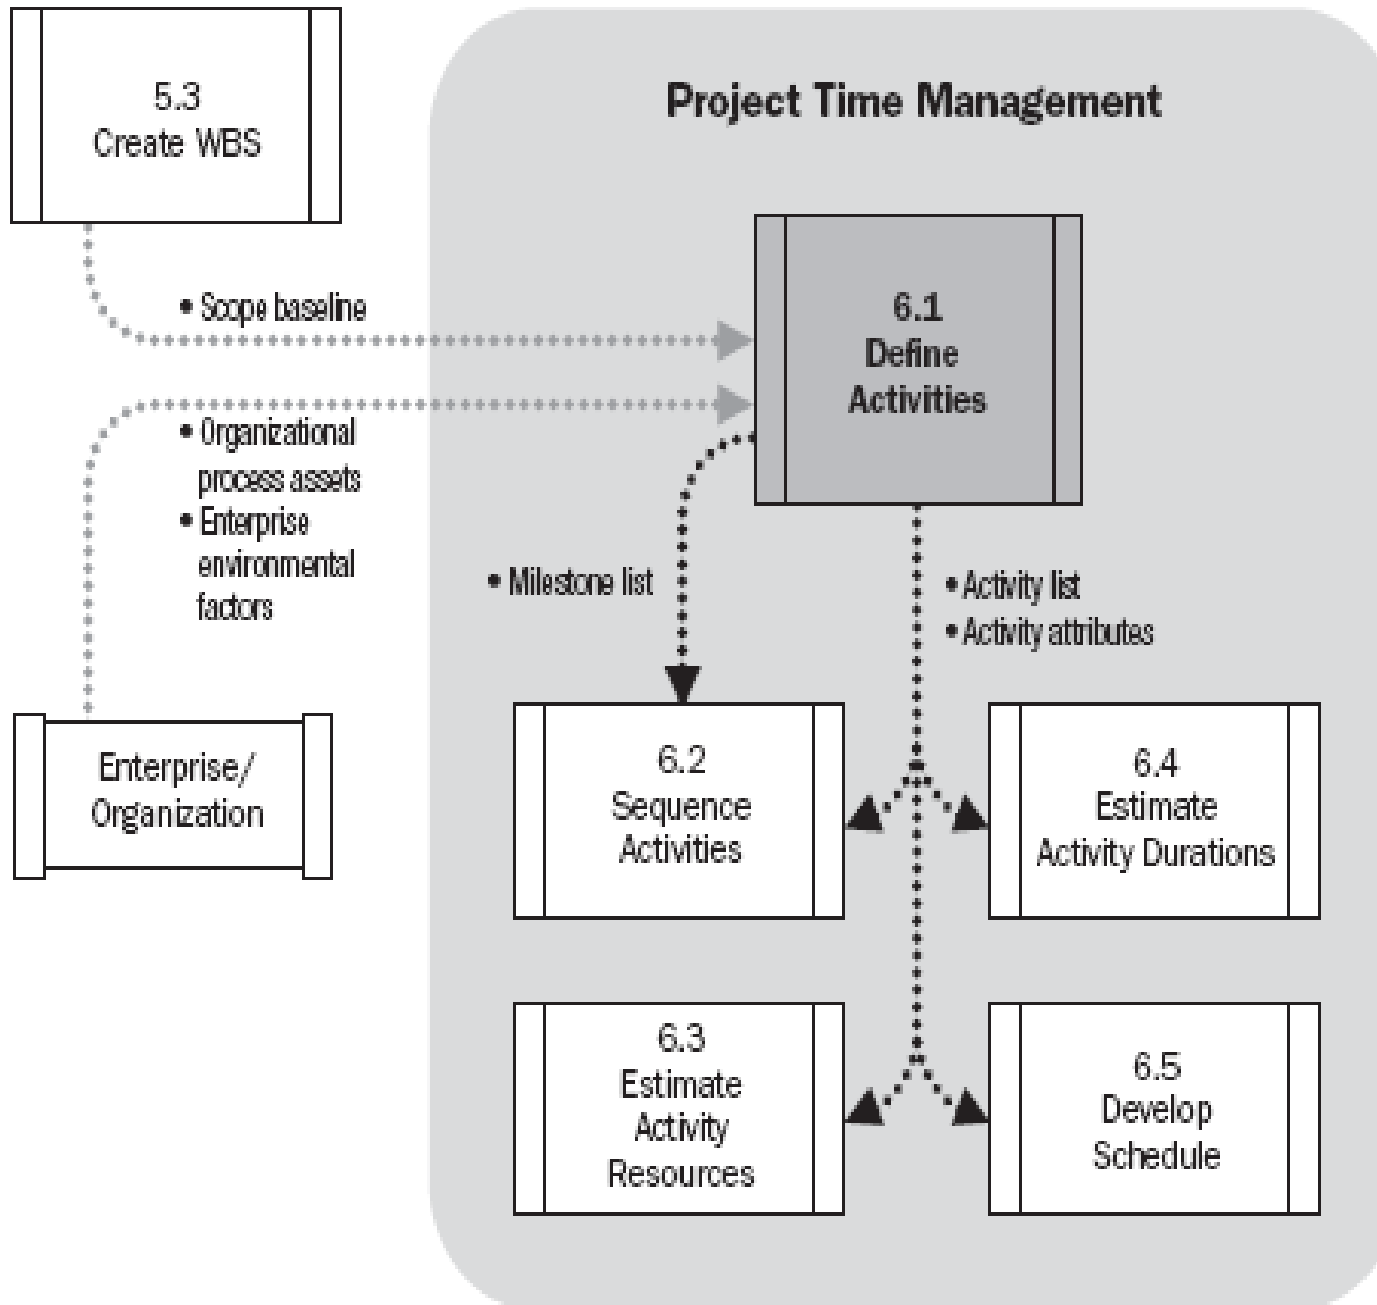 5.3
Create WBS
Project Time Management
• Scope baseline
6.1
Define
Activities
• Organizational
process assets
• Enterprise
environmental
factors
• Milestone list
• Activity list
• Activity attributes
Enterprise/
Organization
6.2
Sequence
Activities
6.4
Estimate
Activity Durations
6.3
Estimate
Activity
Resources
6.5
Develop
Schedule